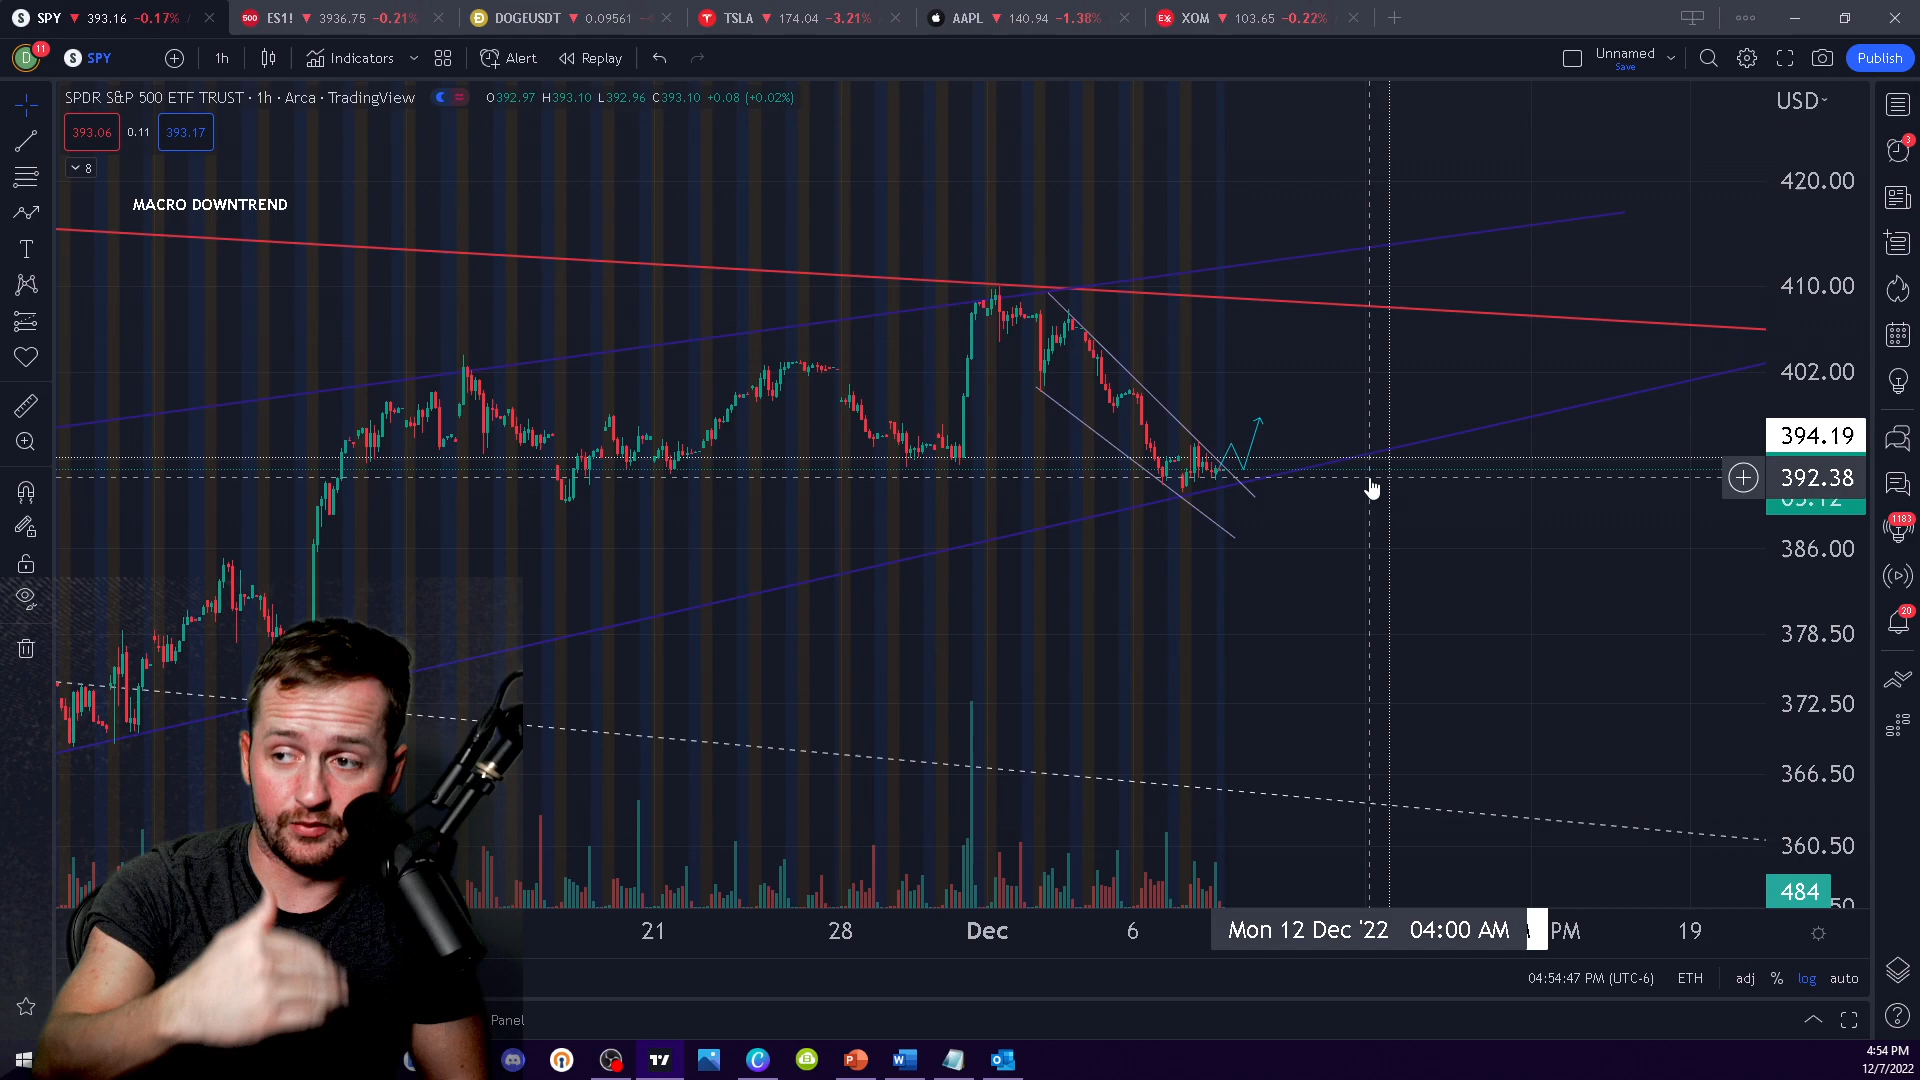 SPY ▼ 393.16 −0.17% /
500 ES1! ▼ 3936.75 −0.21%
DOGEUSDT ▼ 0.09561
TSLA ▼ 174.04 −3.21%
AAPL ▼ 140.94 −1.38%
XOM ▼ 103.65 −0.22%
D 11
S SPY
1h
Indicators
Alert
Replay
Unnamed
Save
Publish
SPDR S&P 500 ETF TRUST · 1h · Arca · TradingView
O392.97 H393.10 L392.96 C393.10 +0.08 (+0.02%)
393.06 0.11 393.17
8
MACRO DOWNTREND
USD
420.00
410.00
402.00
394.19
392.38
386.00
378.50
372.50
366.50
360.50
484
3
1183
20
21
28
Dec
6
Mon 12 Dec '22 04:00 AM
PM
19
04:54:47 PM (UTC-6)
ETH
adj
%
log
auto
Panel
4:54 PM
12/7/2022